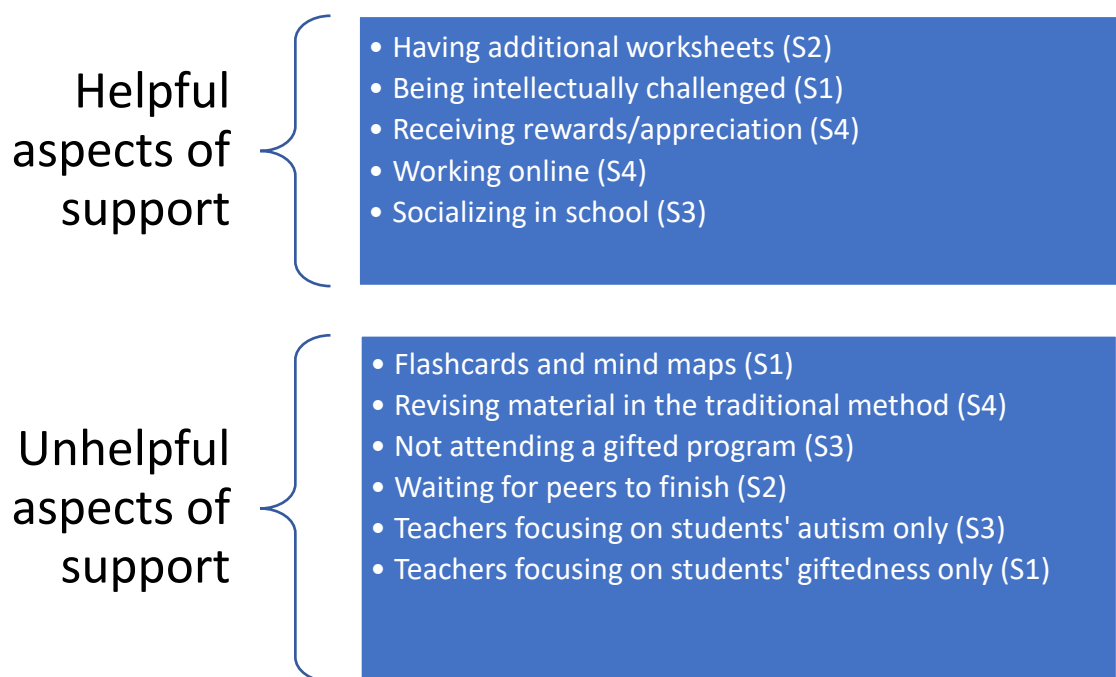 Helpful
aspects of
support
• Having additional worksheets (S2)
• Being intellectually challenged (S1)
• Receiving rewards/appreciation (S4)
• Working online (S4)
• Socializing in school (S3)
Unhelpful
aspects of
support
• Flashcards and mind maps (S1)
• Revising material in the traditional method (S4)
• Not attending a gifted program (S3)
• Waiting for peers to finish (S2)
• Teachers focusing on students' autism only (S3)
• Teachers focusing on students' giftedness only (S1)